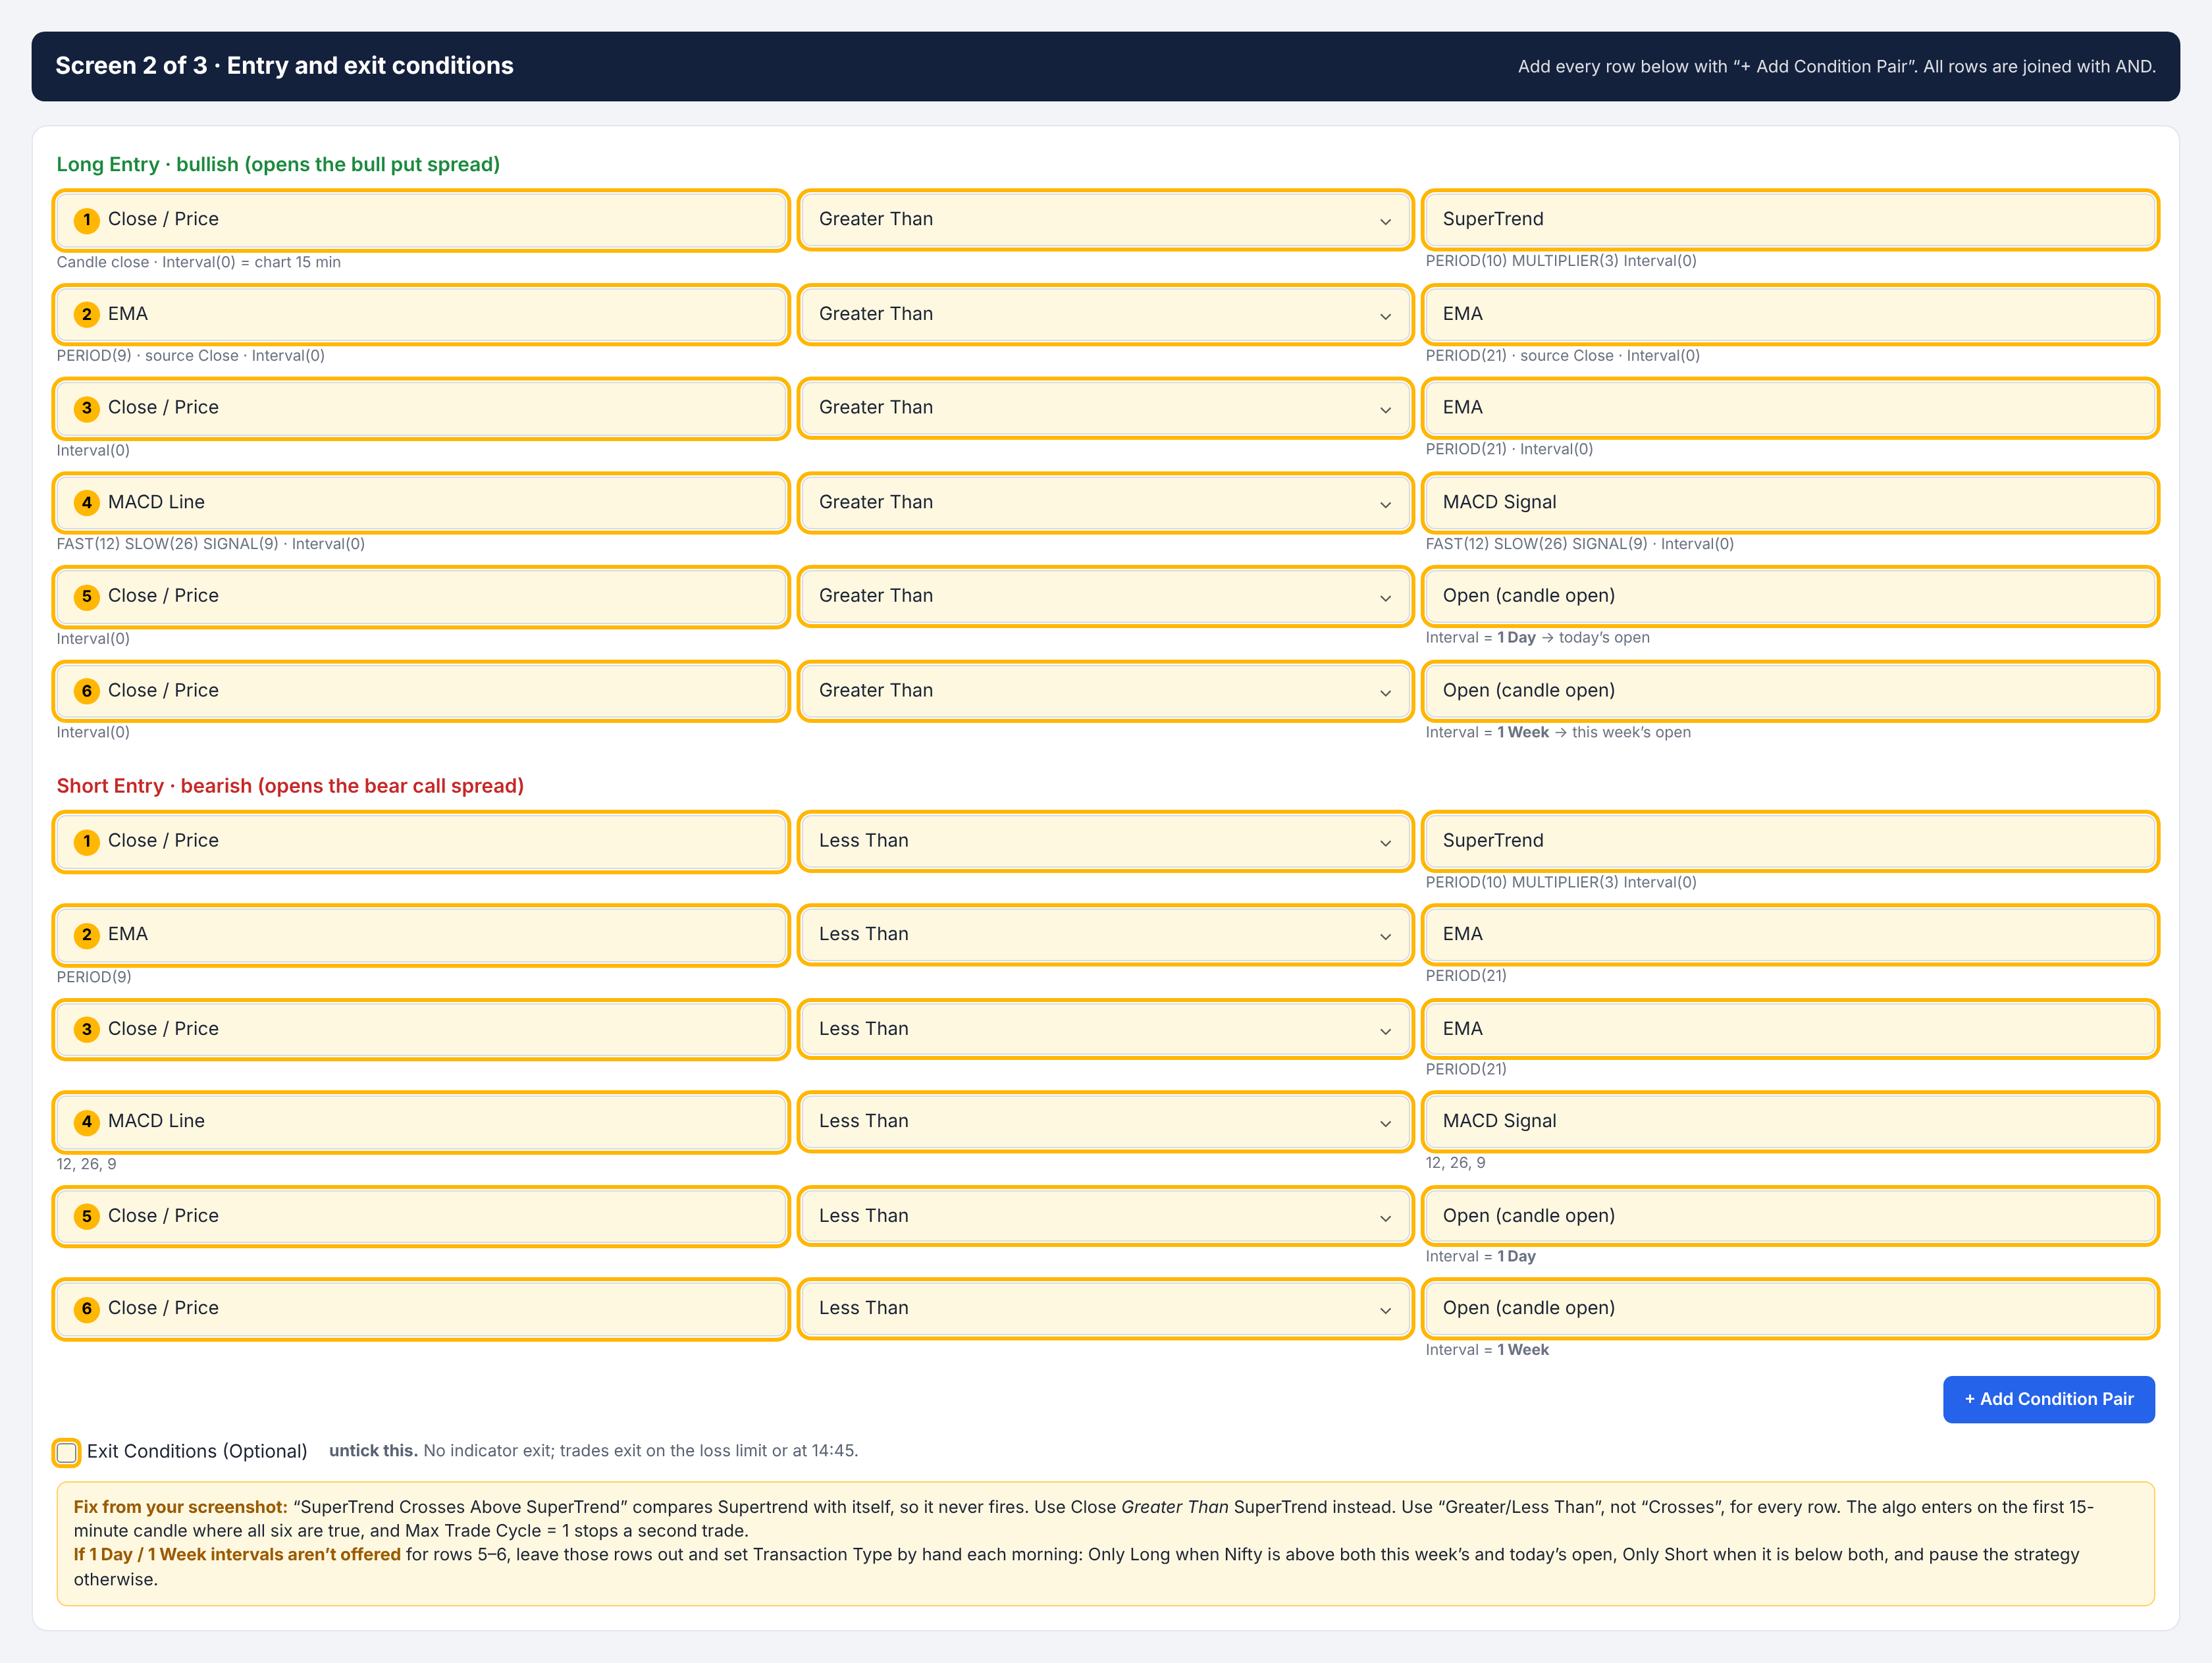 Screen 2 of 3 · Entry and exit conditions
Add every row below with “+ Add Condition Pair”. All rows are joined with AND.
Long Entry · bullish (opens the bull put spread)
1 Close / Price Greater Than SuperTrend
Candle close · Interval(0) = chart 15 min PERIOD(10) MULTIPLIER(3) Interval(0)
2 EMA Greater Than EMA
PERIOD(9) · source Close · Interval(0) PERIOD(21) · source Close · Interval(0)
3 Close / Price Greater Than EMA
Interval(0) PERIOD(21) · Interval(0)
4 MACD Line Greater Than MACD Signal
FAST(12) SLOW(26) SIGNAL(9) · Interval(0) FAST(12) SLOW(26) SIGNAL(9) · Interval(0)
5 Close / Price Greater Than Open (candle open)
Interval(0) Interval = 1 Day → today’s open
6 Close / Price Greater Than Open (candle open)
Interval(0) Interval = 1 Week → this week’s open
Short Entry · bearish (opens the bear call spread)
1 Close / Price Less Than SuperTrend
PERIOD(10) MULTIPLIER(3) Interval(0)
2 EMA Less Than EMA
PERIOD(9) PERIOD(21)
3 Close / Price Less Than EMA
PERIOD(21)
4 MACD Line Less Than MACD Signal
12, 26, 9 12, 26, 9
5 Close / Price Less Than Open (candle open)
Interval = 1 Day
6 Close / Price Less Than Open (candle open)
Interval = 1 Week
+ Add Condition Pair
Exit Conditions (Optional) untick this. No indicator exit; trades exit on the loss limit or at 14:45.
Fix from your screenshot: “SuperTrend Crosses Above SuperTrend” compares Supertrend with itself, so it never fires. Use Close Greater Than SuperTrend instead. Use “Greater/Less Than”, not “Crosses”, for every row. The algo enters on the first 15-
minute candle where all six are true, and Max Trade Cycle = 1 stops a second trade.
If 1 Day / 1 Week intervals aren’t offered for rows 5–6, leave those rows out and set Transaction Type by hand each morning: Only Long when Nifty is above both this week’s and today’s open, Only Short when it is below both, and pause the strategy
otherwise.